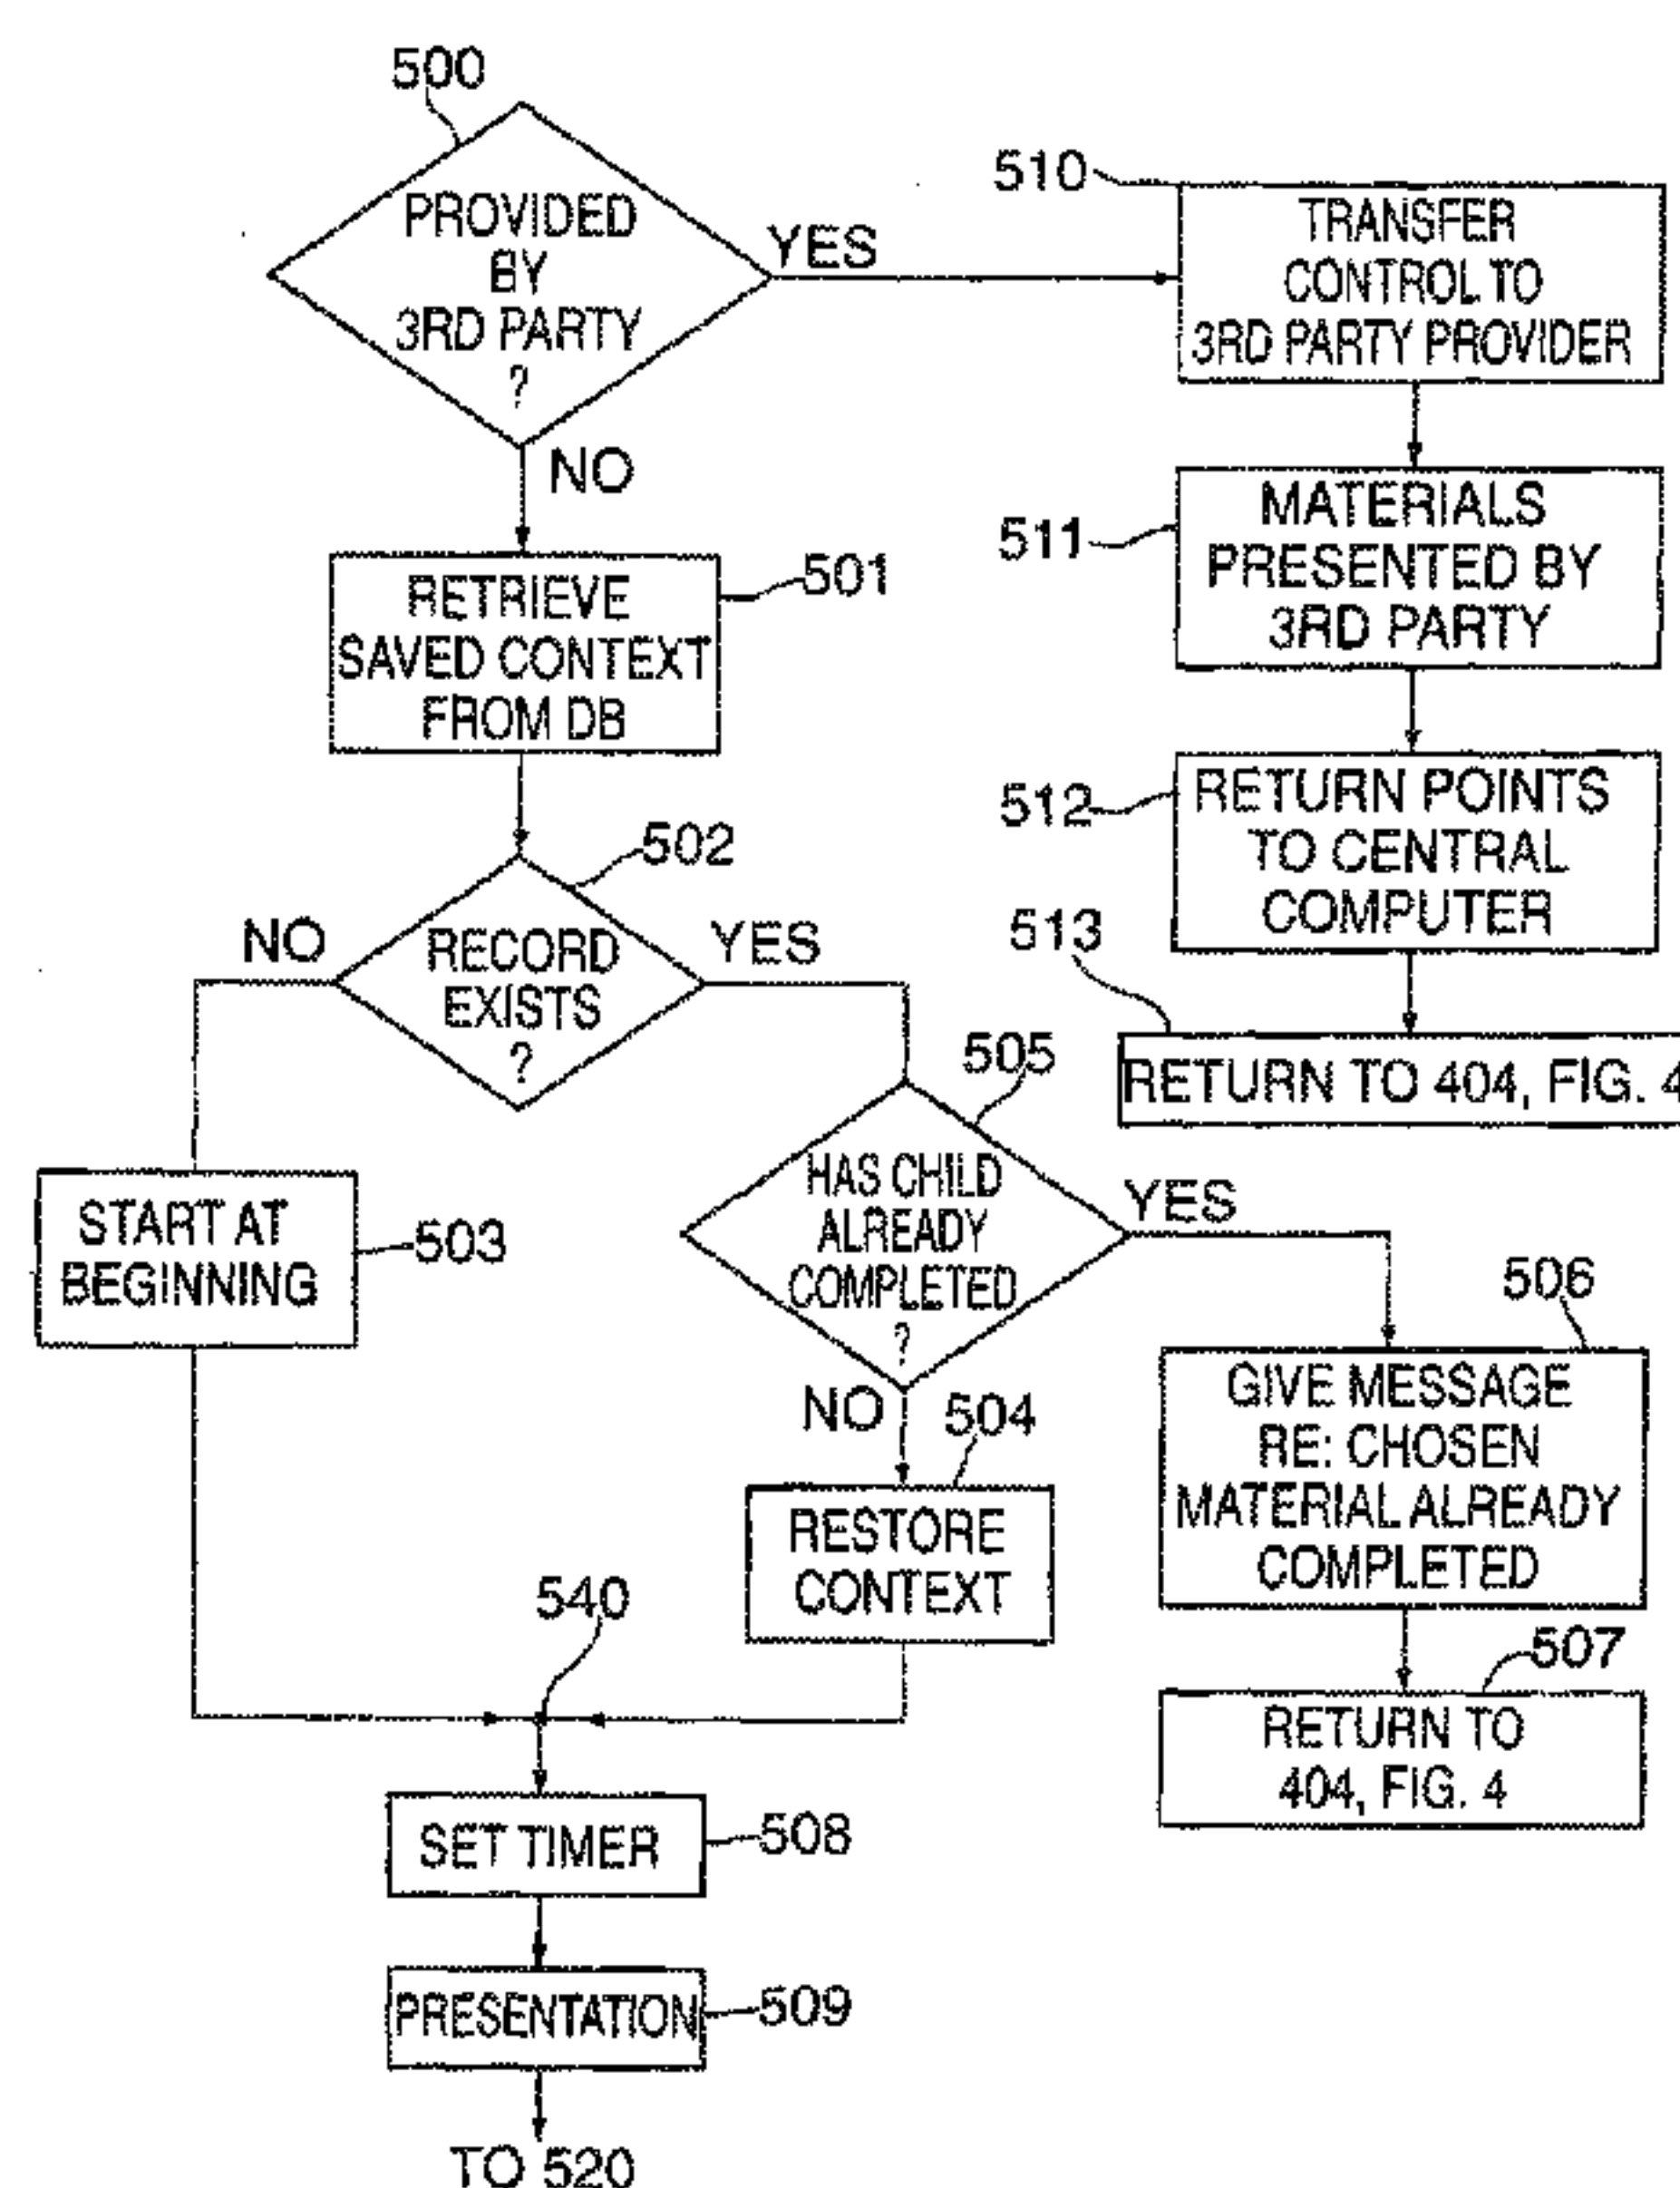 500
PROVIDED
BY
3RD PARTY
?
YES
NO
510
TRANSFER
CONTROL TO
3RD PARTY PROVIDER
511
MATERIALS
PRESENTED BY
3RD PARTY
512
RETURN POINTS
TO CENTRAL
COMPUTER
513
RETURN TO 404, FIG. 4
501
RETRIEVE
SAVED CONTEXT
FROM DB
502
RECORD
EXISTS
?
NO
YES
503
START AT
BEGINNING
505
HAS CHILD
ALREADY
COMPLETED
?
YES
NO
504
RESTORE
CONTEXT
506
GIVE MESSAGE
RE: CHOSEN
MATERIAL ALREADY
COMPLETED
507
RETURN TO
404, FIG. 4
540
SET TIMER
508
PRESENTATION
509
TO 520